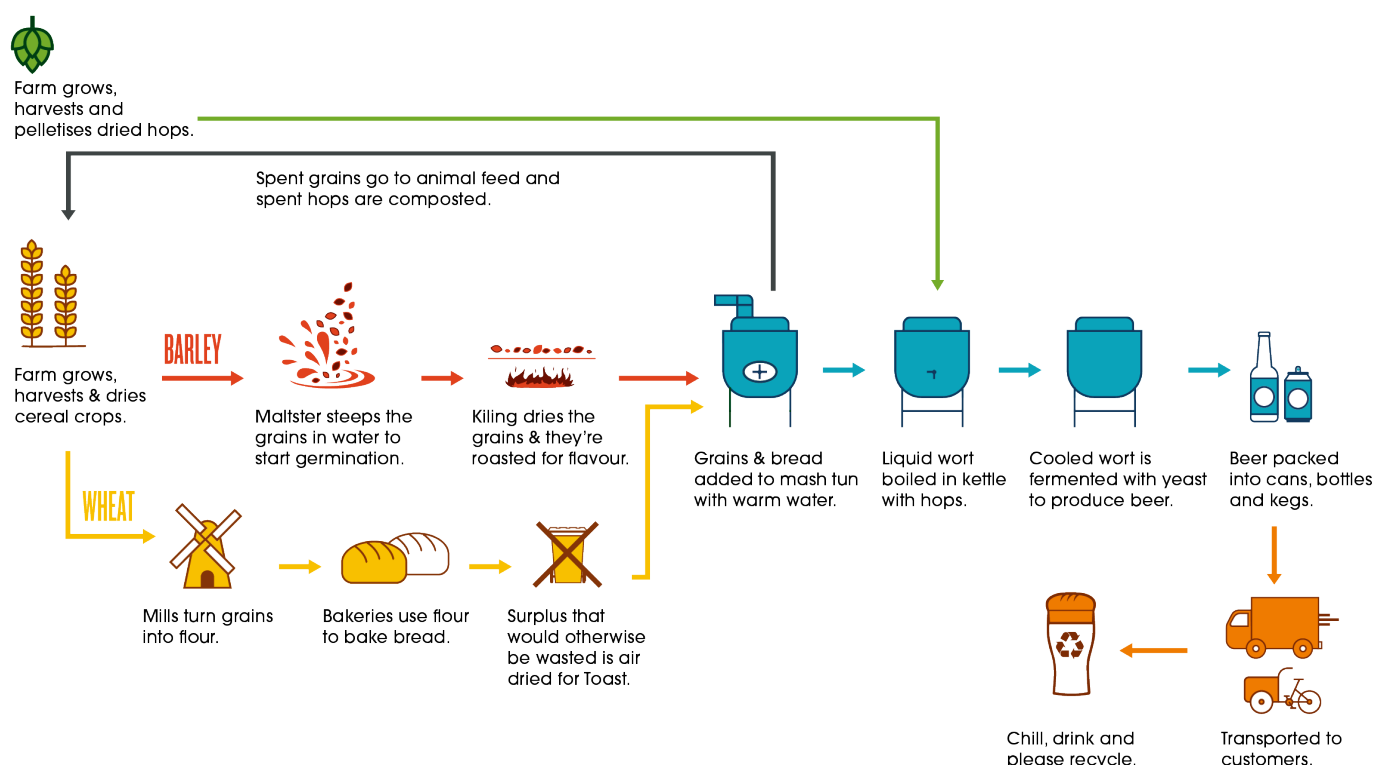 Farm grows,
harvests and
pelletises dried hops.
Spent grains go to animal feed and
spent hops are composted.
Farm grows,
harvests & dries
cereal crops.
BARLEY
Maltster steeps the
grains in water to
start germination.
Kiling dries the
grains & they’re
roasted for flavour.
Grains & bread
added to mash tun
with warm water.
Liquid wort
boiled in kettle
with hops.
Cooled wort is
fermented with yeast
to produce beer.
Beer packed
into cans, bottles
and kegs.
WHEAT
Mills turn grains
into flour.
Bakeries use flour
to bake bread.
Surplus that
would otherwise
be wasted is air
dried for Toast.
Chill, drink and
please recycle.
Transported to
customers.